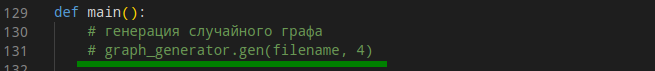 129 def main():
130 # генерация случайного графа
131 # graph_generator.gen(filename, 4)
132